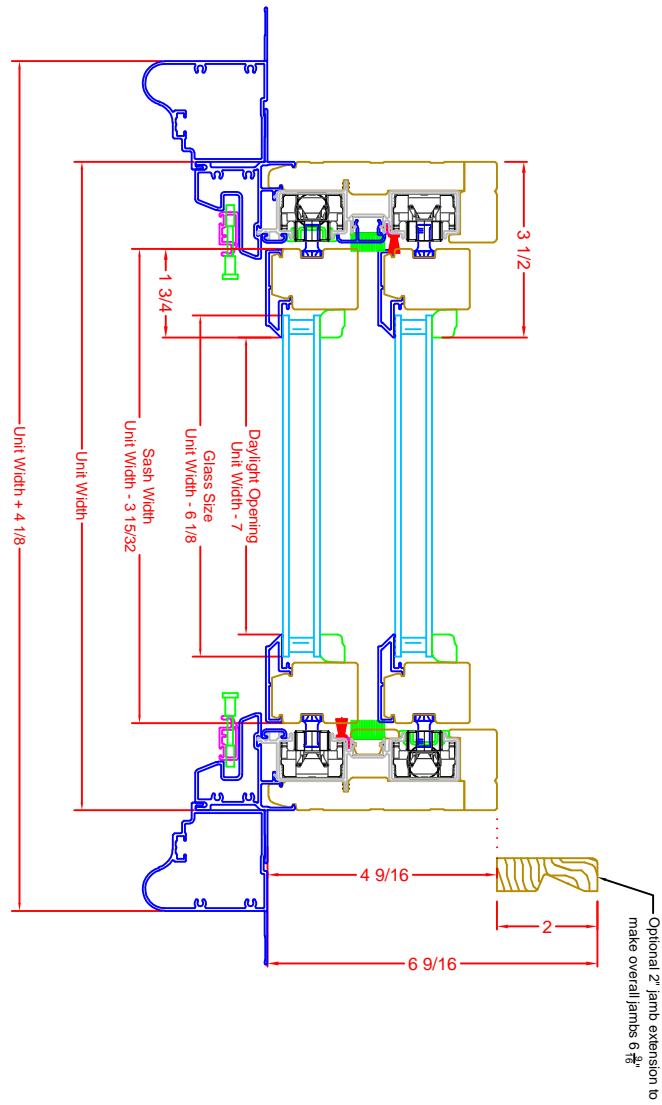 Optional 2" jamb extension to
make overall jambs 6 9/16"
3 1/2
1 3/4
Daylight Opening
Unit Width - 7
Glass Size
Unit Width - 6 1/8
Sash Width
Unit Width - 3 15/32
Unit Width
Unit Width + 4 1/8
4 9/16
2
6 9/16